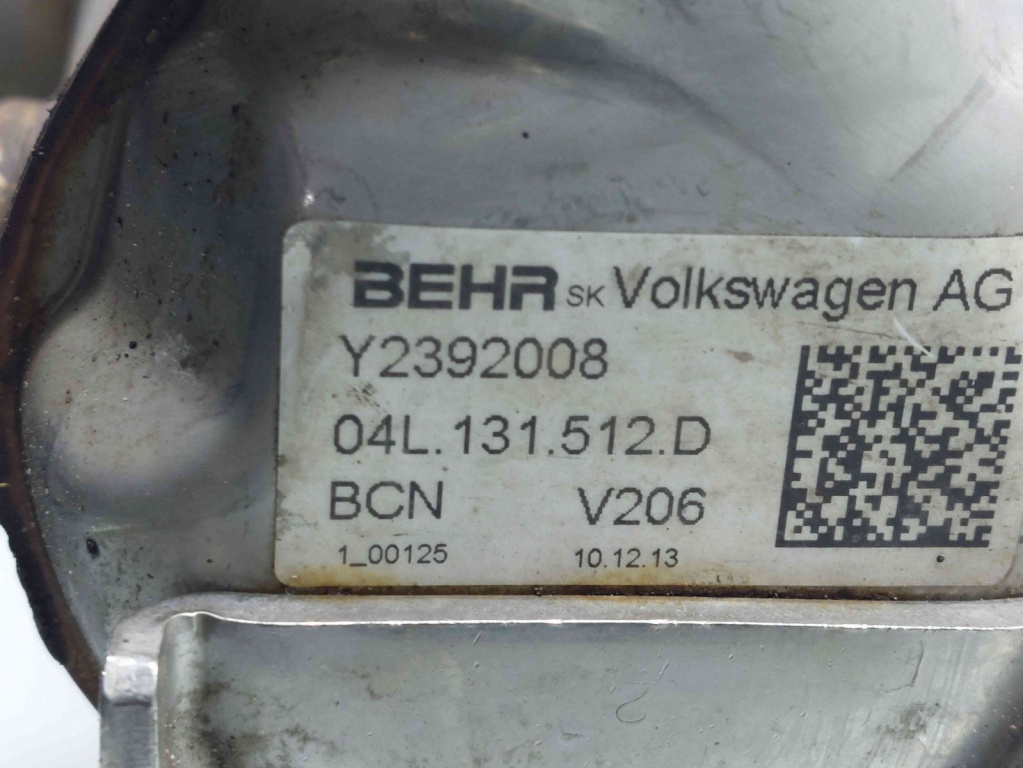 BEHR SK Volkswagen AG
Y2392008
04L.131.512.D
BCN V206
1_00125 10.12.13